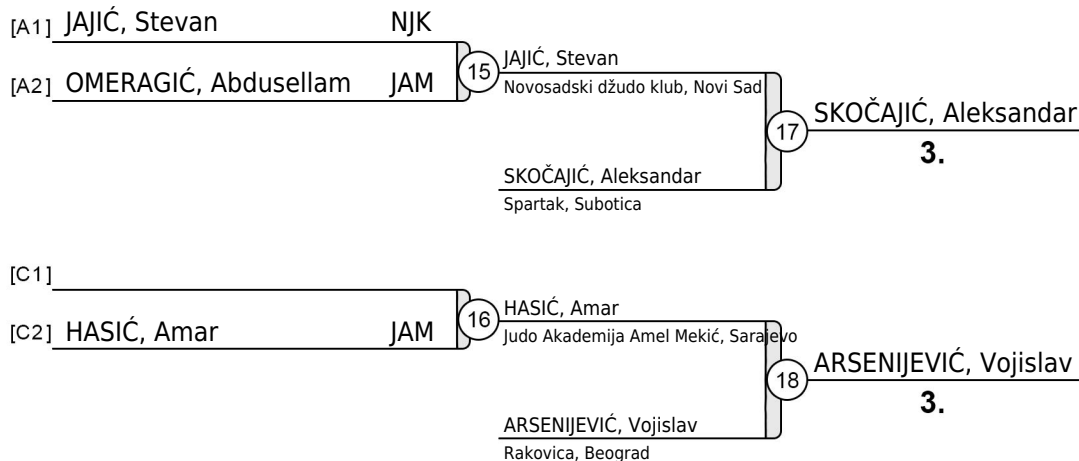 [A1] JAJIĆ, Stevan NJK
[A2] OMERAGIĆ, Abdusellam JAM
15
JAJIĆ, Stevan
Novosadski džudo klub, Novi Sad
17
SKOČAJIĆ, Aleksandar
3.
SKOČAJIĆ, Aleksandar
Spartak, Subotica
[C1]
[C2] HASIĆ, Amar JAM
16
HASIĆ, Amar
Judo Akademija Amel Mekić, Sarajevo
18
ARSENIJEVIĆ, Vojislav
3.
ARSENIJEVIĆ, Vojislav
Rakovica, Beograd